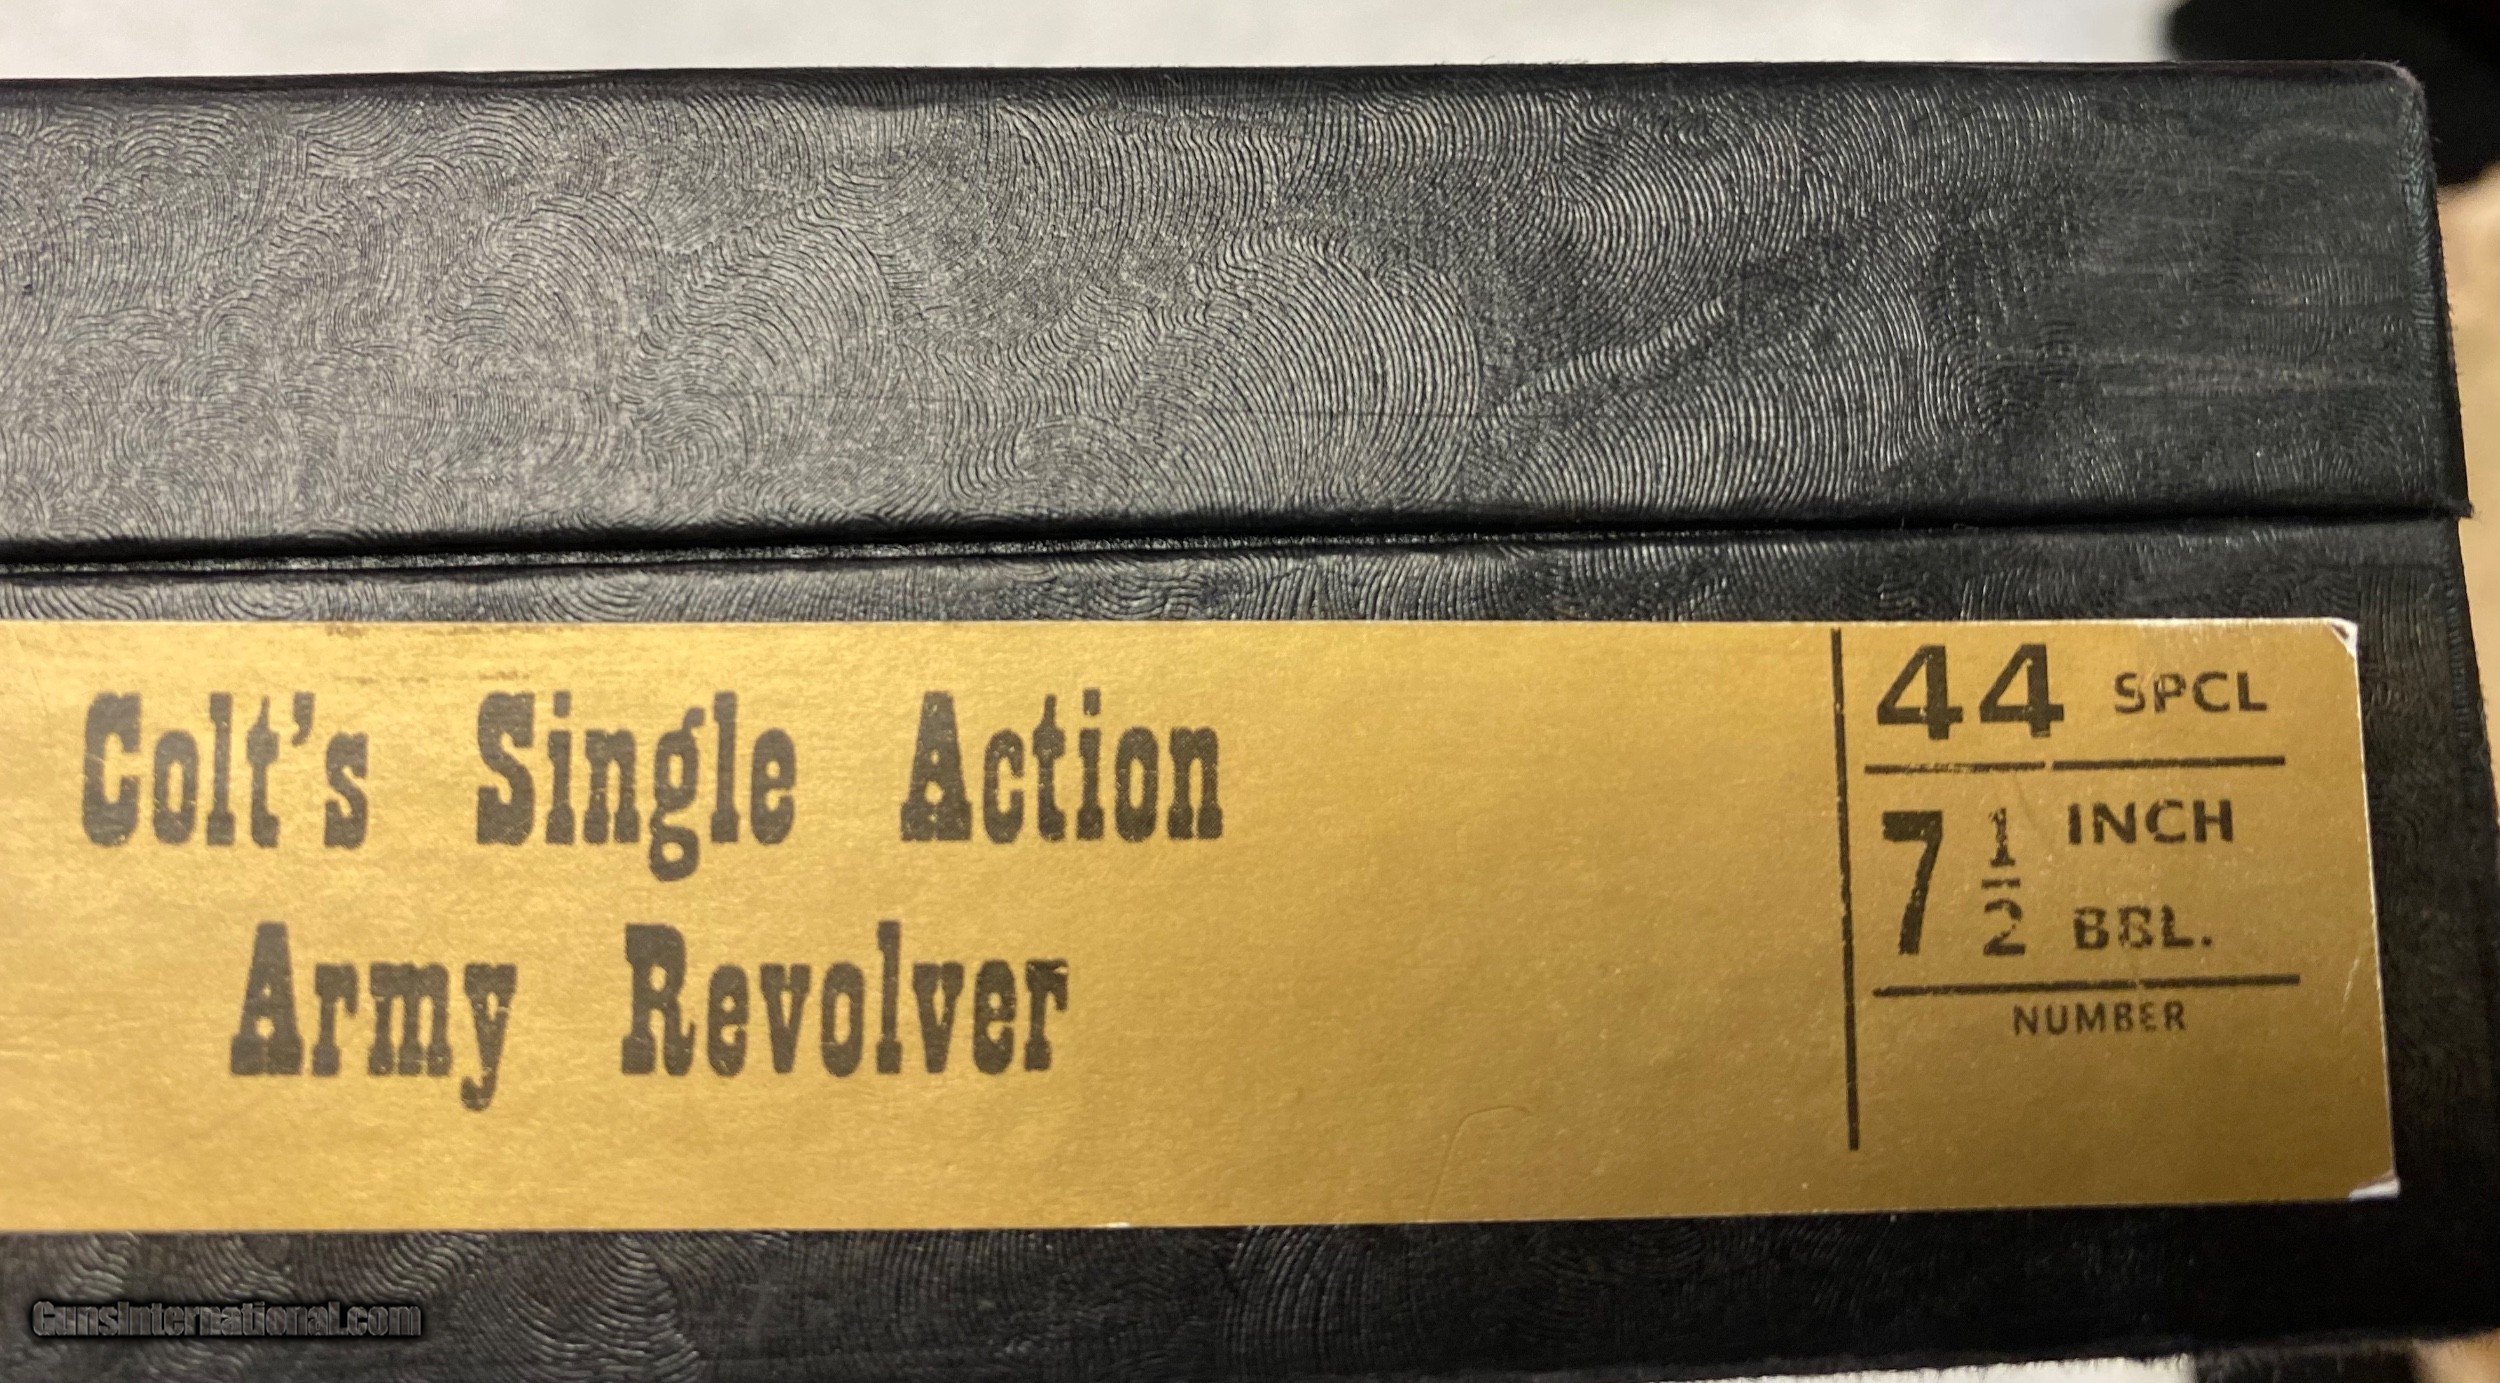 Colt's Single Action
Army Revolver
44 SPCL
7 1/2 INCH
BBL.
NUMBER
GunsInternational.com